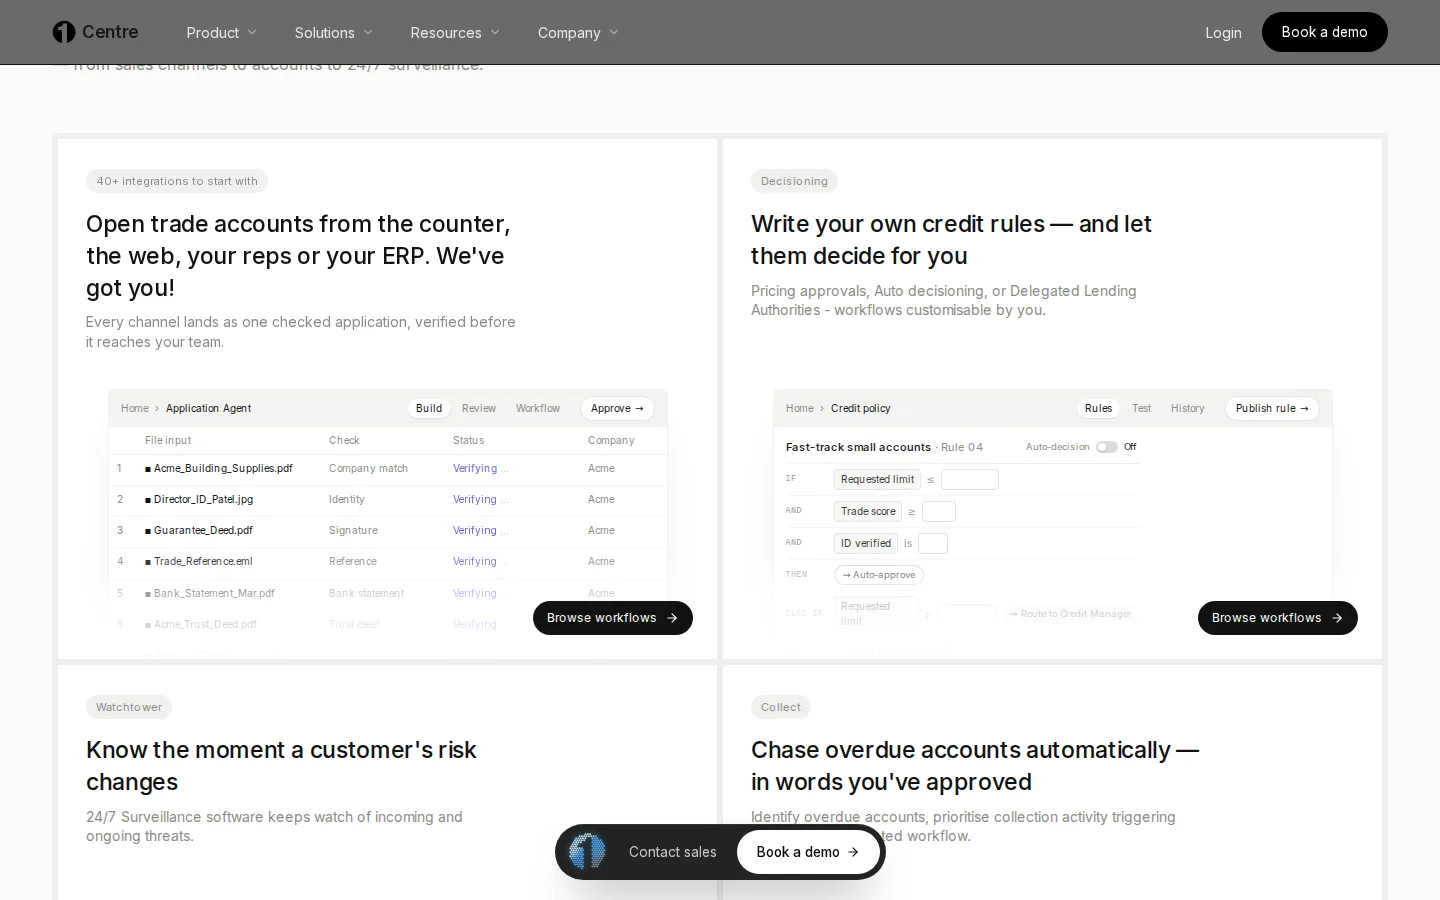 Centre
Product
Solutions
Resources
Company
Login
Book a demo
— from sales channels to accounts to 24/7 surveillance.
40+ integrations to start with
Open trade accounts from the counter,
the web, your reps or your ERP. We've
got you!
Every channel lands as one checked application, verified before
it reaches your team.
Home › Application Agent
Build
Review
Workflow
Approve →
File input
Check
Status
Company
1 Acme_Building_Supplies.pdf Company match Verifying ... Acme
2 Director_ID_Patel.jpg Identity Verifying ... Acme
3 Guarantee_Deed.pdf Signature Verifying ... Acme
4 Trade_Reference.eml Reference Verifying ... Acme
5 Bank_Statement_Mar.pdf Bank statement Verifying ... Acme
6 Acme_Trust_Deed.pdf Trust deed Verifying
Browse workflows →
Decisioning
Write your own credit rules — and let
them decide for you
Pricing approvals, Auto decisioning, or Delegated Lending
Authorities - workflows customisable by you.
Home › Credit policy
Rules
Test
History
Publish rule →
Fast-track small accounts · Rule 04
Auto-decision
Off
IF Requested limit ≤
AND Trade score ≥
AND ID verified is
THEN → Auto-approve
ELSE IF Requested limit > → Route to Credit Manager
Browse workflows →
Watchtower
Know the moment a customer's risk
changes
24/7 Surveillance software keeps watch of incoming and
ongoing threats.
Collect
Chase overdue accounts automatically —
in words you've approved
Identify overdue accounts, prioritise collection activity triggering
ted workflow.
Contact sales
Book a demo →